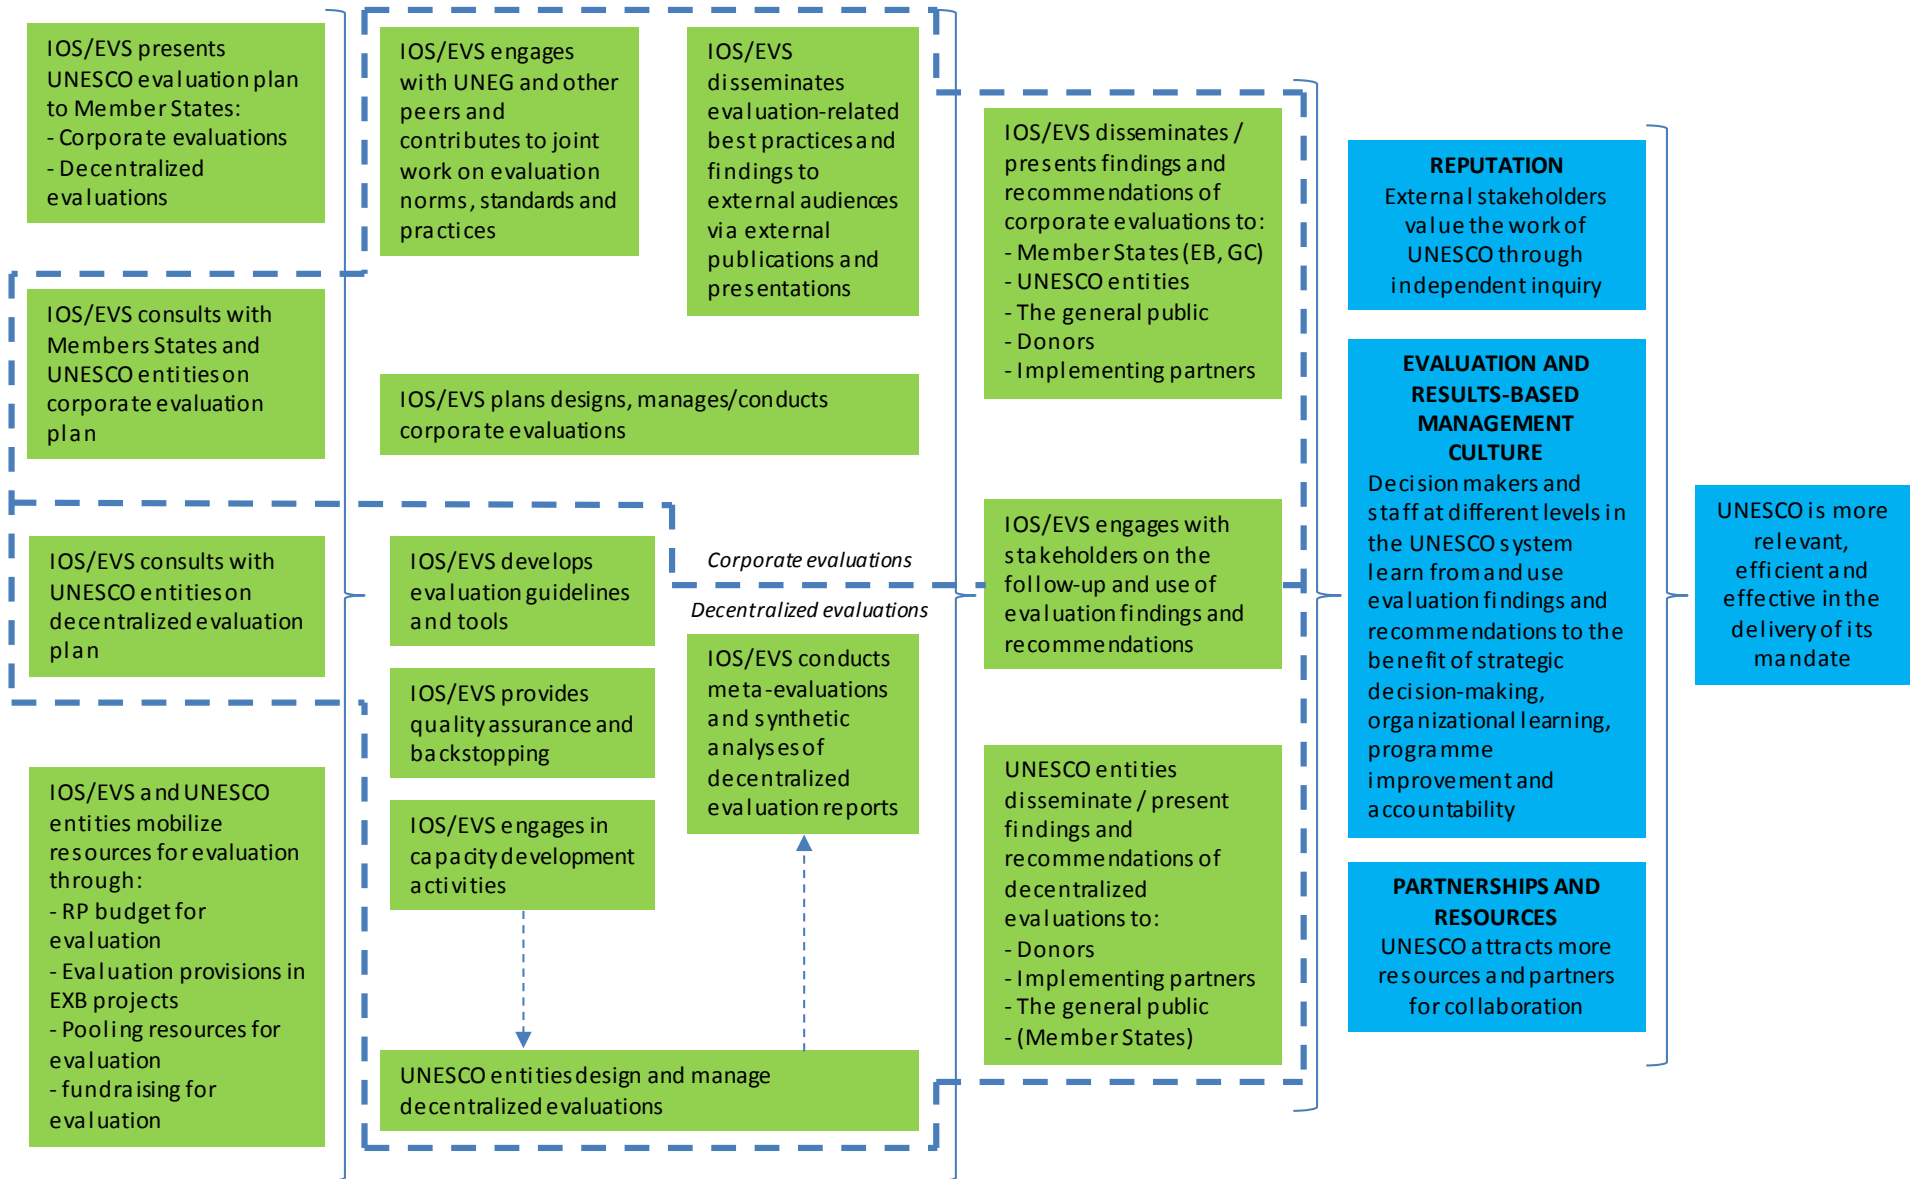 IOS/EVS presents
UNESCO evaluation plan
to Member States:
- Corporate evaluations
- Decentralized
evaluations
IOS/EVS consults with
Members States and
UNESCO entities on
corporate evaluation
plan
IOS/EVS consults with
UNESCO entities on
decentralized evaluation
plan
IOS/EVS and UNESCO
entities mobilize
resources for evaluation
through:
- RP budget for
evaluation
- Evaluation provisions in
EXB projects
- Pooling resources for
evaluation
- fundraising for
evaluation
IOS/EVS engages
with UNEG and other
peers and
contributes to joint
work on evaluation
norms, standards and
practices
IOS/EVS
disseminates
evaluation-related
best practices and
findings to
external audiences
via external
publications and
presentations
IOS/EVS plans designs, manages/conducts
corporate evaluations
IOS/EVS develops
evaluation guidelines
and tools
IOS/EVS provides
quality assurance and
backstopping
IOS/EVS engages in
capacity development
activities
Corporate evaluations
Decentralized evaluations
IOS/EVS conducts
meta-evaluations
and synthetic
analyses of
decentralized
evaluation reports
UNESCO entities design and manage
decentralized evaluations
IOS/EVS disseminates /
presents findings and
recommendations of
corporate evaluations to:
- Member States (EB, GC)
- UNESCO entities
- The general public
- Donors
- Implementing partners
IOS/EVS engages with
stakeholders on the
follow-up and use of
evaluation findings and
recommendations
UNESCO entities
disseminate / present
findings and
recommendations of
decentralized
evaluations to:
- Donors
- Implementing partners
- The general public
- (Member States)
REPUTATION
External stakeholders
value the work of
UNESCO through
independent inquiry
EVALUATION AND
RESULTS-BASED
MANAGEMENT
CULTURE
Decision makers and
staff at different levels in
the UNESCO system
learn from and use
evaluation findings and
recommendations to the
benefit of strategic
decision-making,
organizational learning,
programme
improvement and
accountability
PARTNERSHIPS AND
RESOURCES
UNESCO attracts more
resources and partners
for collaboration
UNESCO is more
relevant,
efficient and
effective in the
delivery of its
mandate